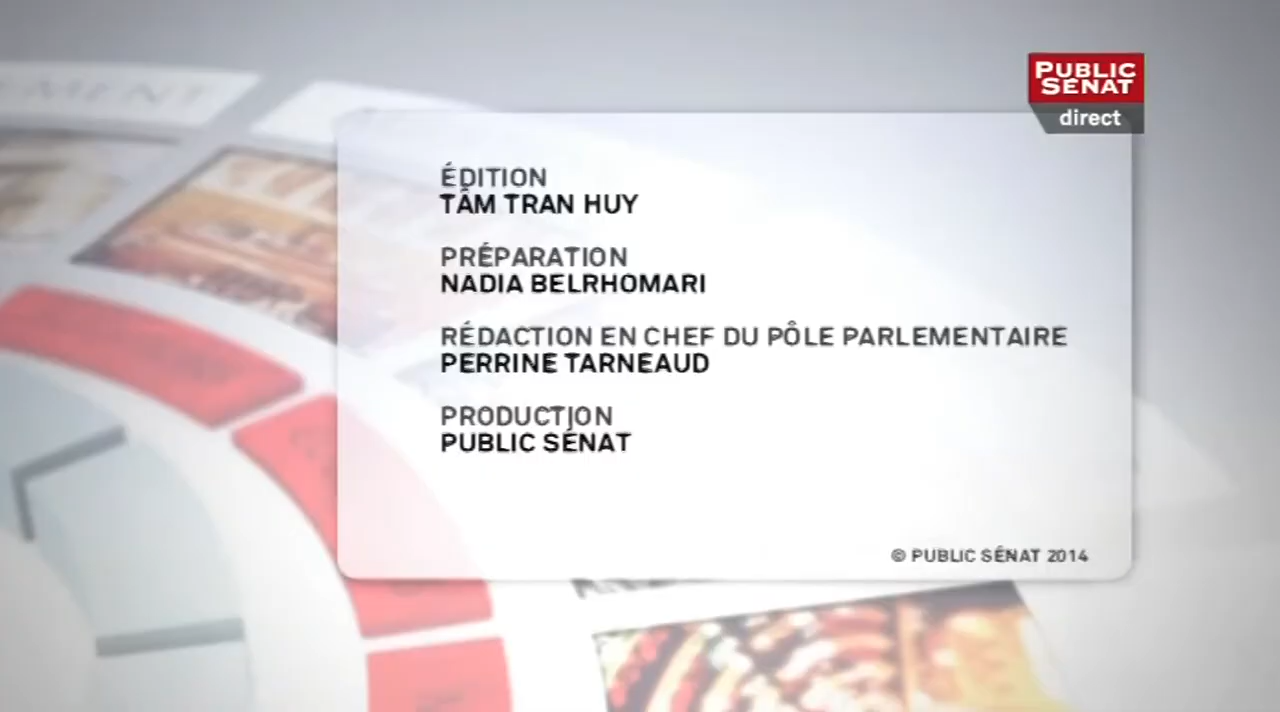 PUBLIC
SÉNAT
direct
ÉDITION
TÂM TRAN HUY
PRÉPARATION
NADIA BELRHOMARI
RÉDACTION EN CHEF DU PÔLE PARLEMENTAIRE
PERRINE TARNEAUD
PRODUCTION
PUBLIC SÉNAT
© PUBLIC SÉNAT 2014